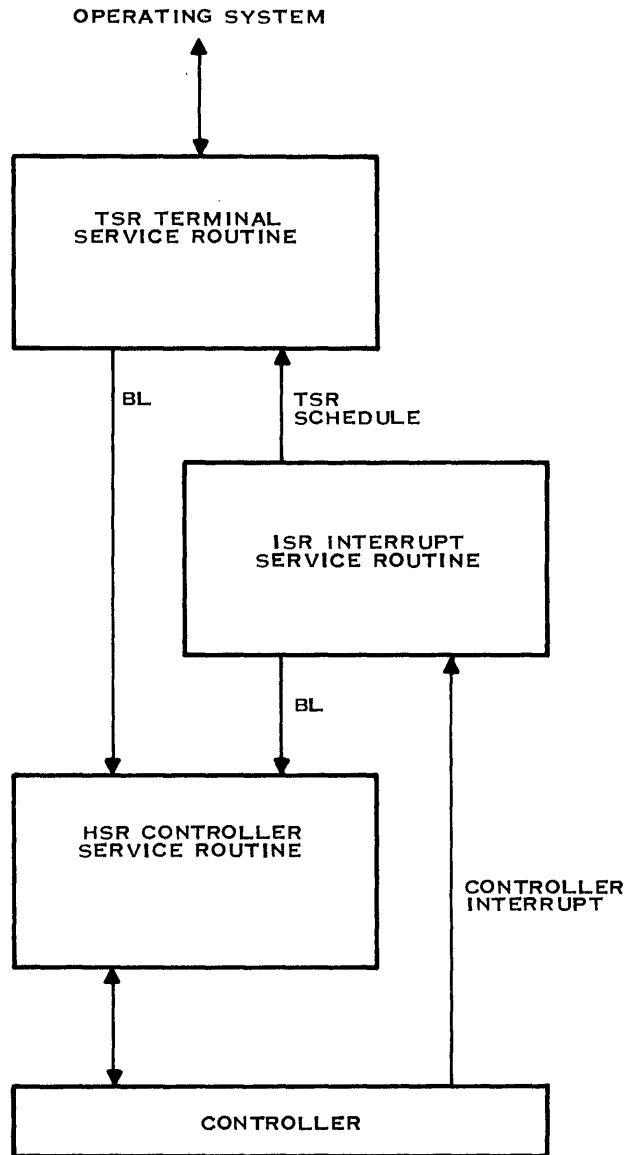 OPERATING SYSTEM
TSR TERMINAL
SERVICE ROUTINE
BL
TSR
SCHEDULE
ISR INTERRUPT
SERVICE ROUTINE
BL
HSR CONTROLLER
SERVICE ROUTINE
CONTROLLER
INTERRUPT
CONTROLLER